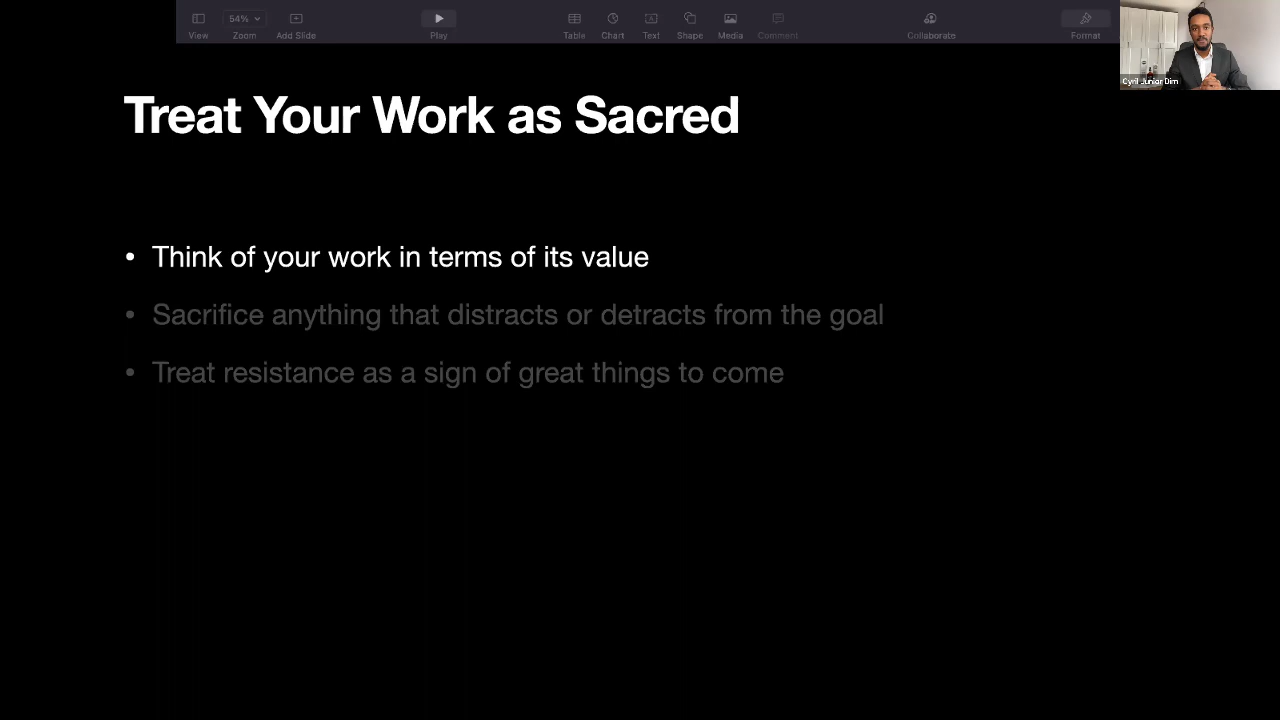 54%
View
Zoom
Add Slide
Play
Table
Chart
Text
Shape
Media
Comment
Collaborate
Format
Cyril Junior Dim
Treat Your Work as Sacred
• Think of your work in terms of its value
• Sacrifice anything that distracts or detracts from the goal
• Treat resistance as a sign of great things to come